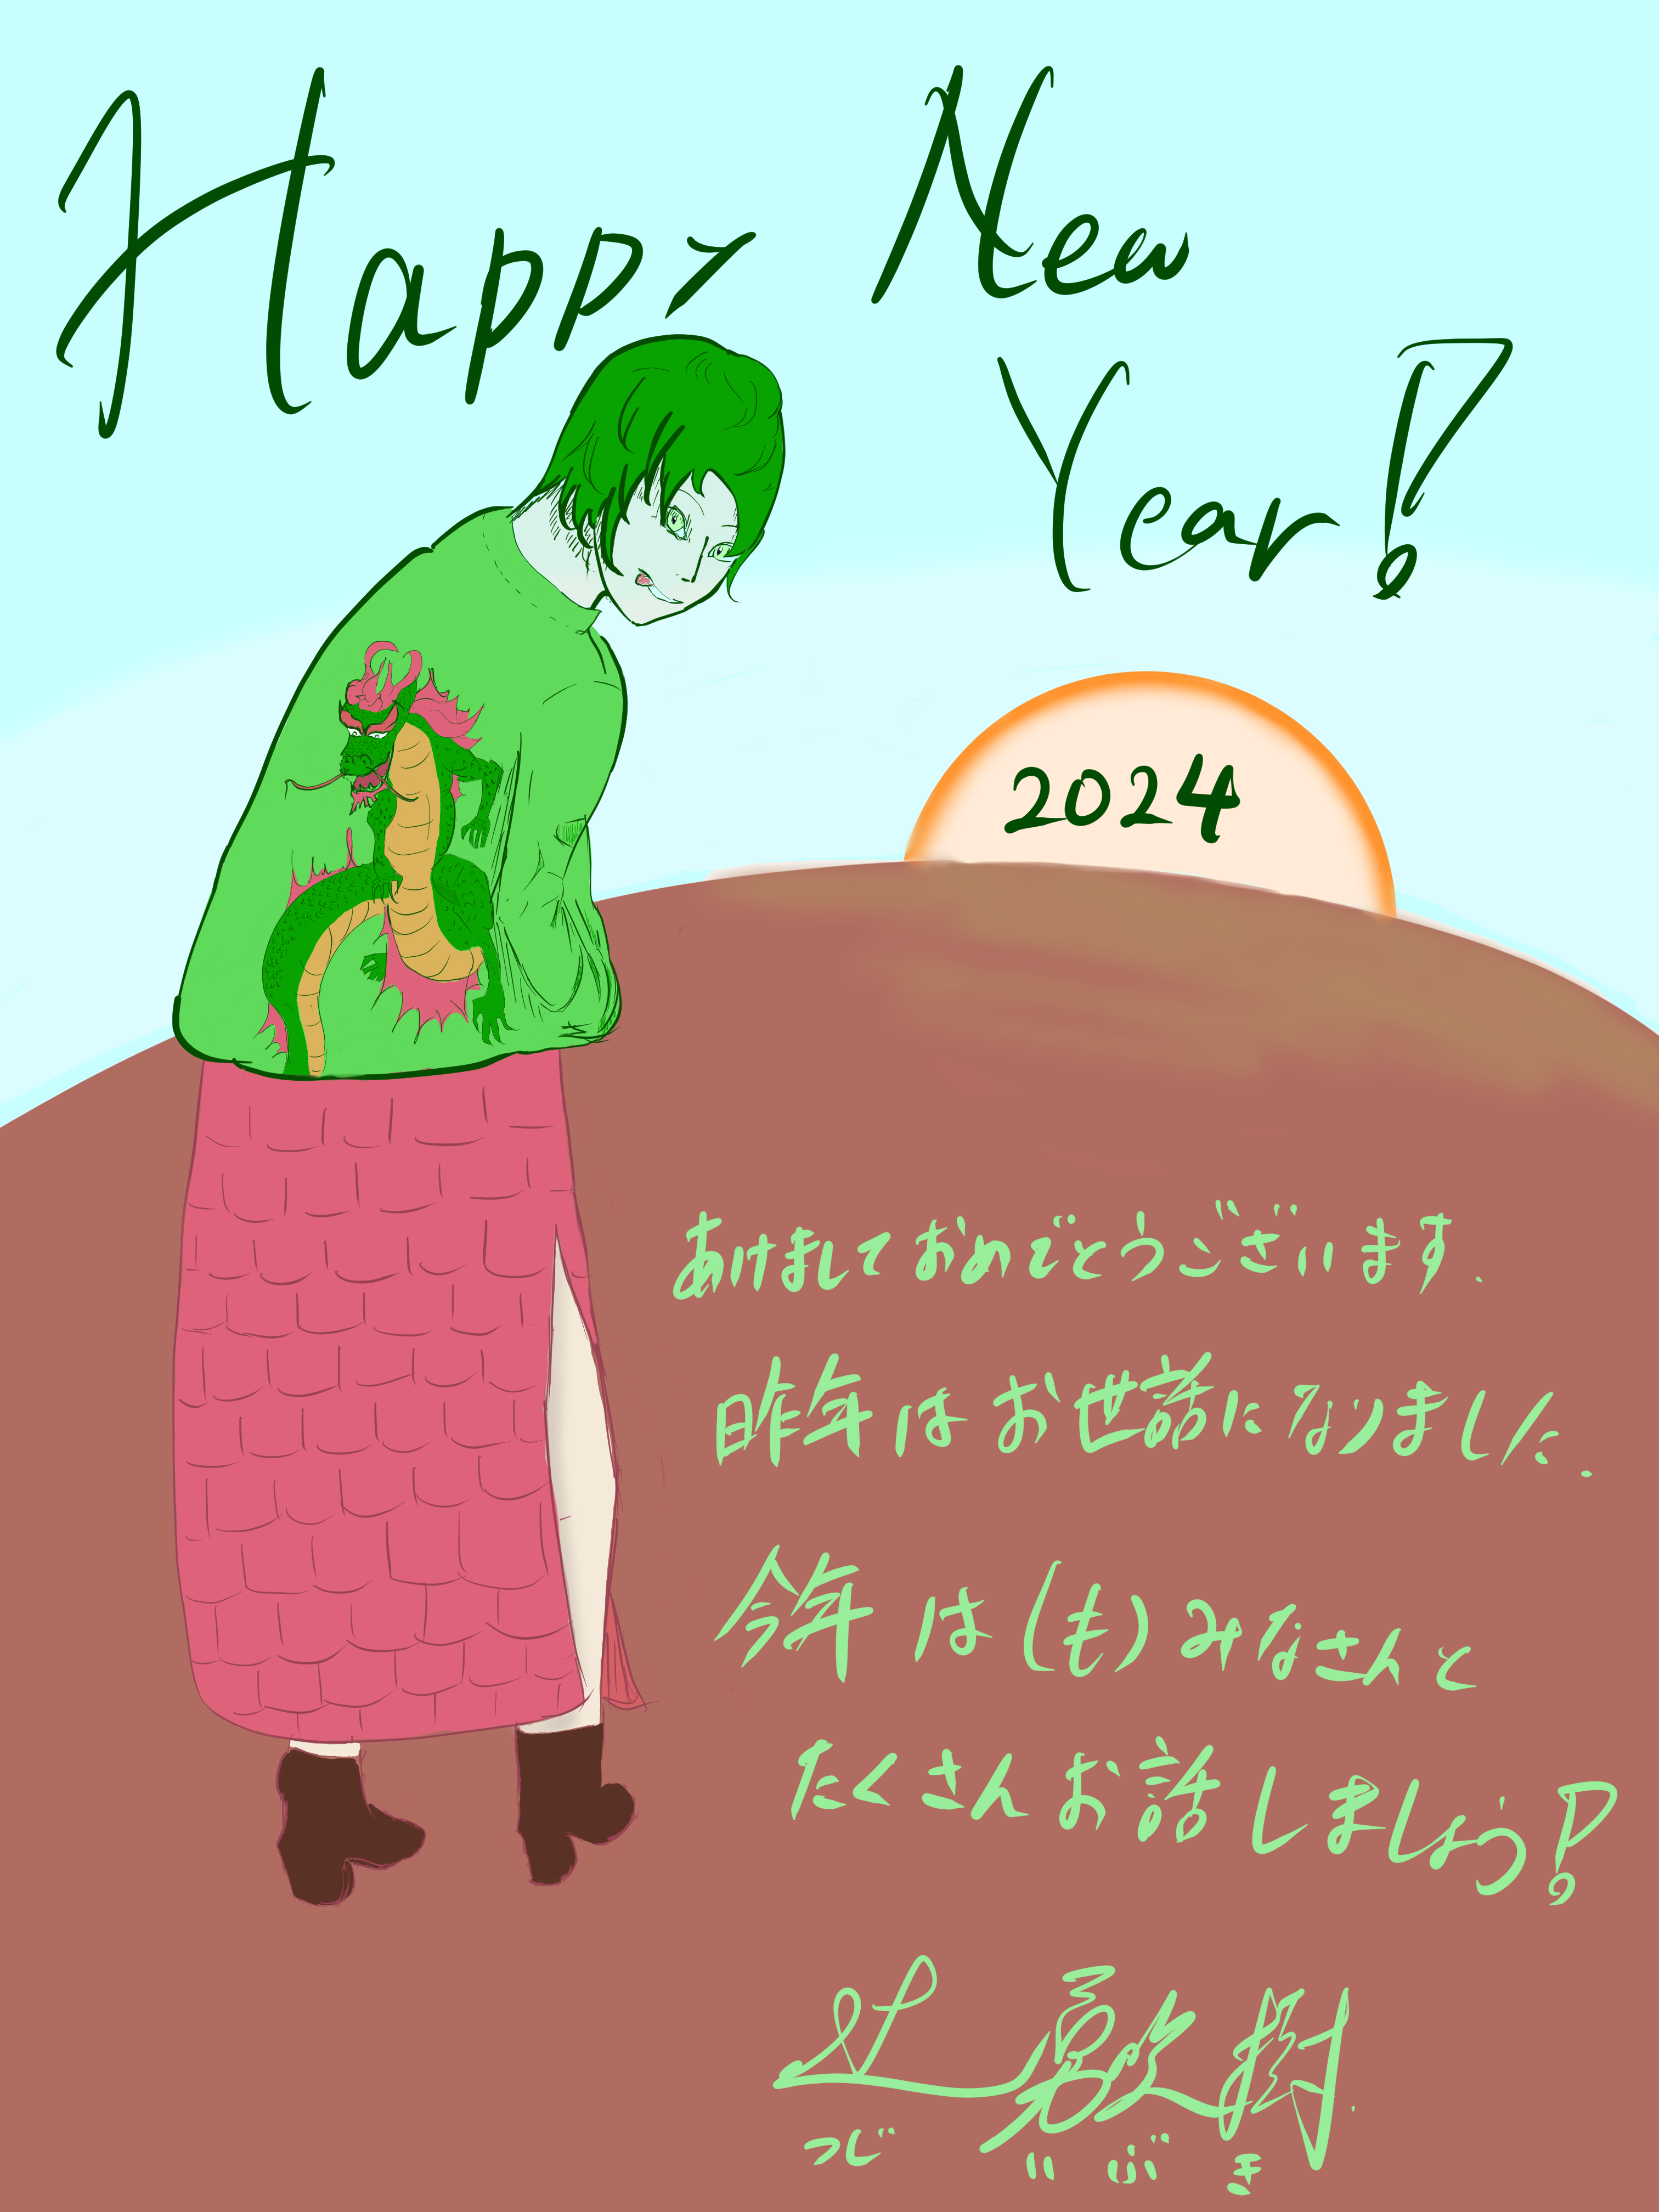 Happy New
Year!
2024
あけましておめでとうございます.
昨年はお世話になりました.
今年は(も)みなさんと
たくさんお話しましょう!
つじ いぶき